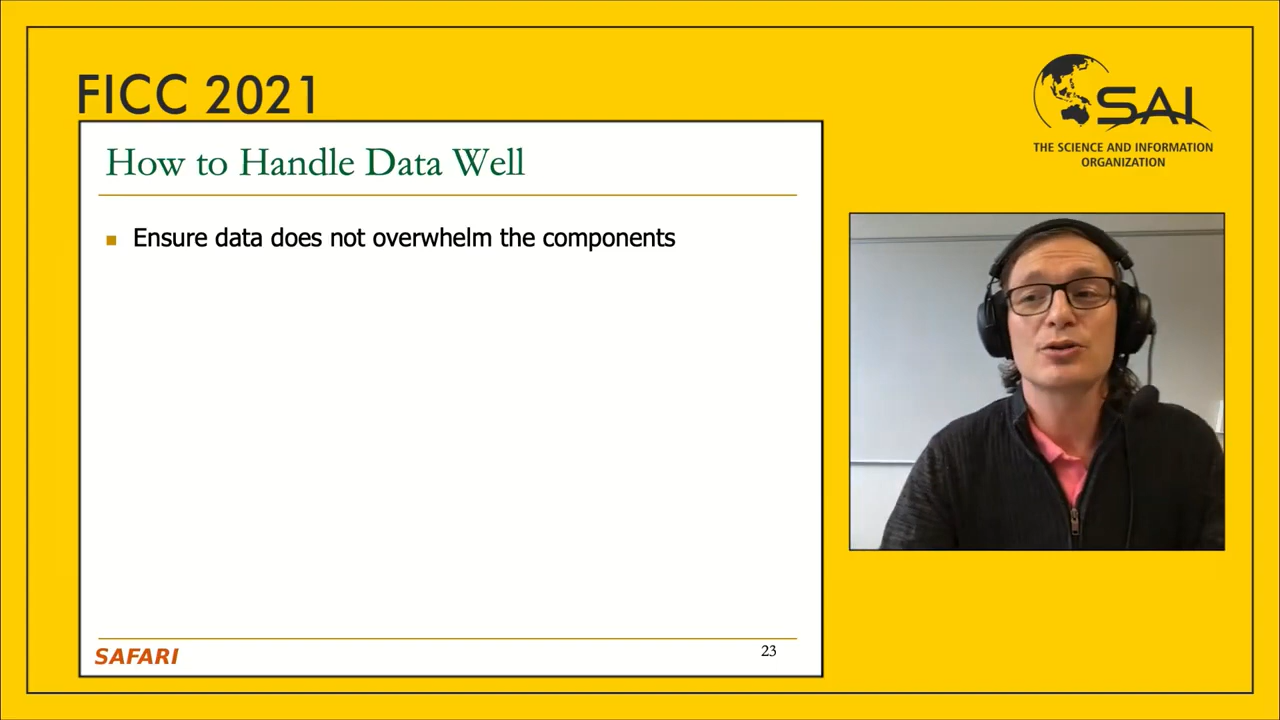 FICC 2021
SAI
THE SCIENCE AND INFORMATION
ORGANIZATION
How to Handle Data Well
Ensure data does not overwhelm the components
SAFARI
23